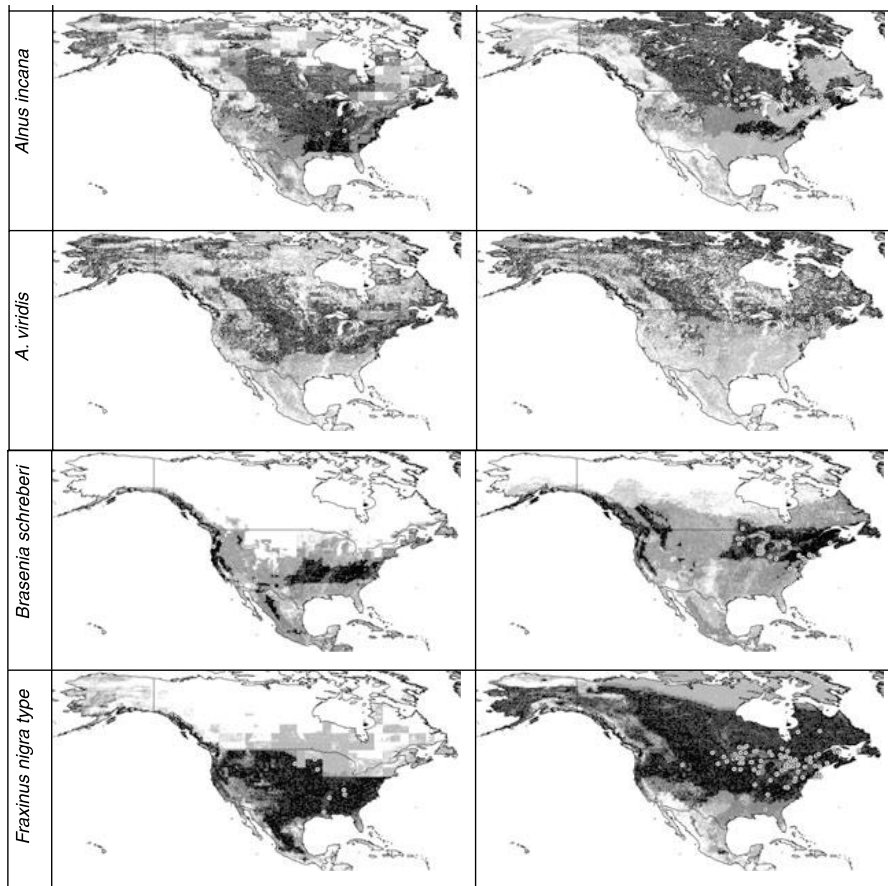 Alnus incana
A. viridis
Brasenia schreberi
Fraxinus nigra type